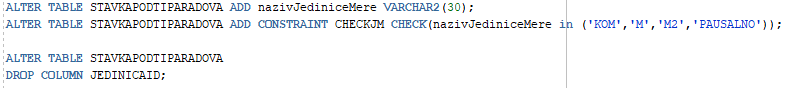 ALTER TABLE STAVKAPODTIPARADOVA ADD nazivJediniceMere VARCHAR2(30);
ALTER TABLE STAVKAPODTIPARADOVA ADD CONSTRAINT CHECKJM CHECK(nazivJediniceMere in ('KOM','M','M2','PAUSALNO'));
ALTER TABLE STAVKAPODTIPARADOVA
DROP COLUMN JEDINICAID;